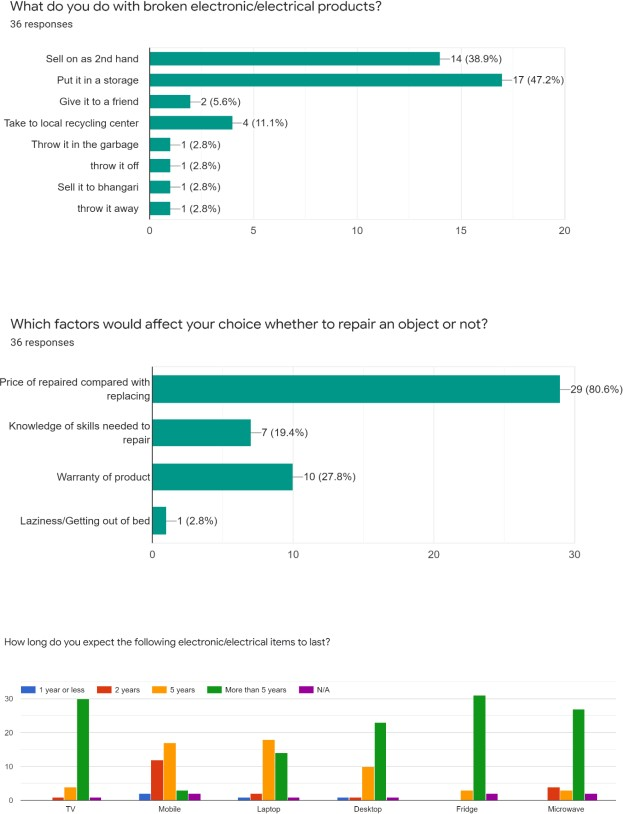 What do you do with broken electronic/electrical products?
36 responses
Sell on as 2nd hand
14 (38.9%)
Put it in a storage
17 (47.2%)
Give it to a friend
2 (5.6%)
Take to local recycling center
4 (11.1%)
Throw it in the garbage
1 (2.8%)
throw it off
1 (2.8%)
Sell it to bhangari
1 (2.8%)
throw it away
1 (2.8%)
0 5 10 15 20
Which factors would affect your choice whether to repair an object or not?
36 responses
Price of repaired compared with
replacing
29 (80.6%)
Knowledge of skills needed to
repair
7 (19.4%)
Warranty of product
10 (27.8%)
Laziness/Getting out of bed
1 (2.8%)
0 10 20 30
How long do you expect the following electronic/electrical items to last?
1 year or less 2 years 5 years More than 5 years N/A
30
20
10
0
TV Mobile Laptop Desktop Fridge Microwave